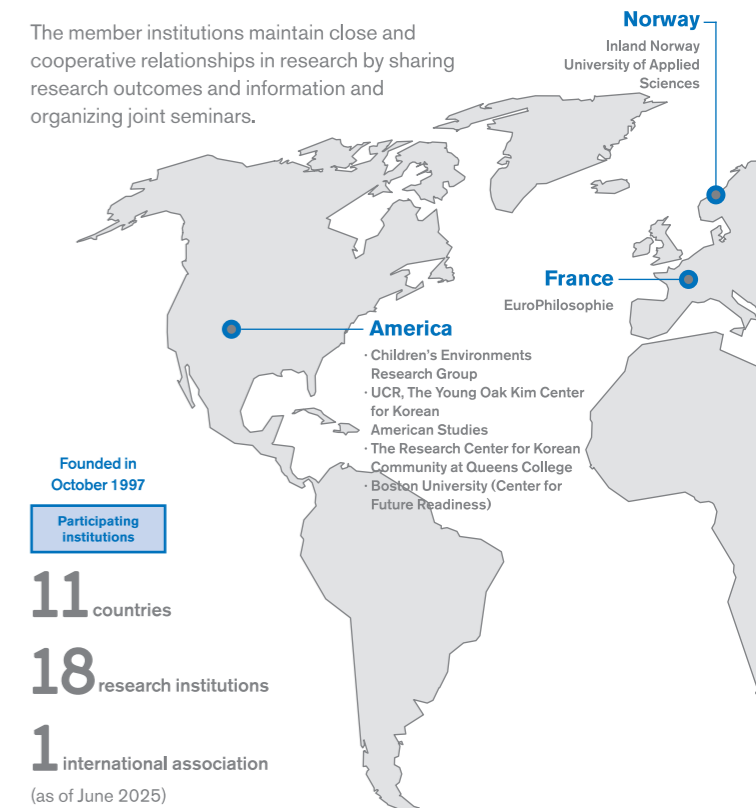 The member institutions maintain close and
cooperative relationships in research by sharing
research outcomes and information and
organizing joint seminars.
Norway
Inland Norway
University of Applied
Sciences
France
EuroPhilosophie
America
· Children's Environments
Research Group
· UCR, The Young Oak Kim Center
for Korean
American Studies
· The Research Center for Korean
Community at Queens College
· Boston University (Center for
Future Readiness)
Founded in
October 1997
Participating
institutions
11 countries
18 research institutions
1 international association
(as of June 2025)